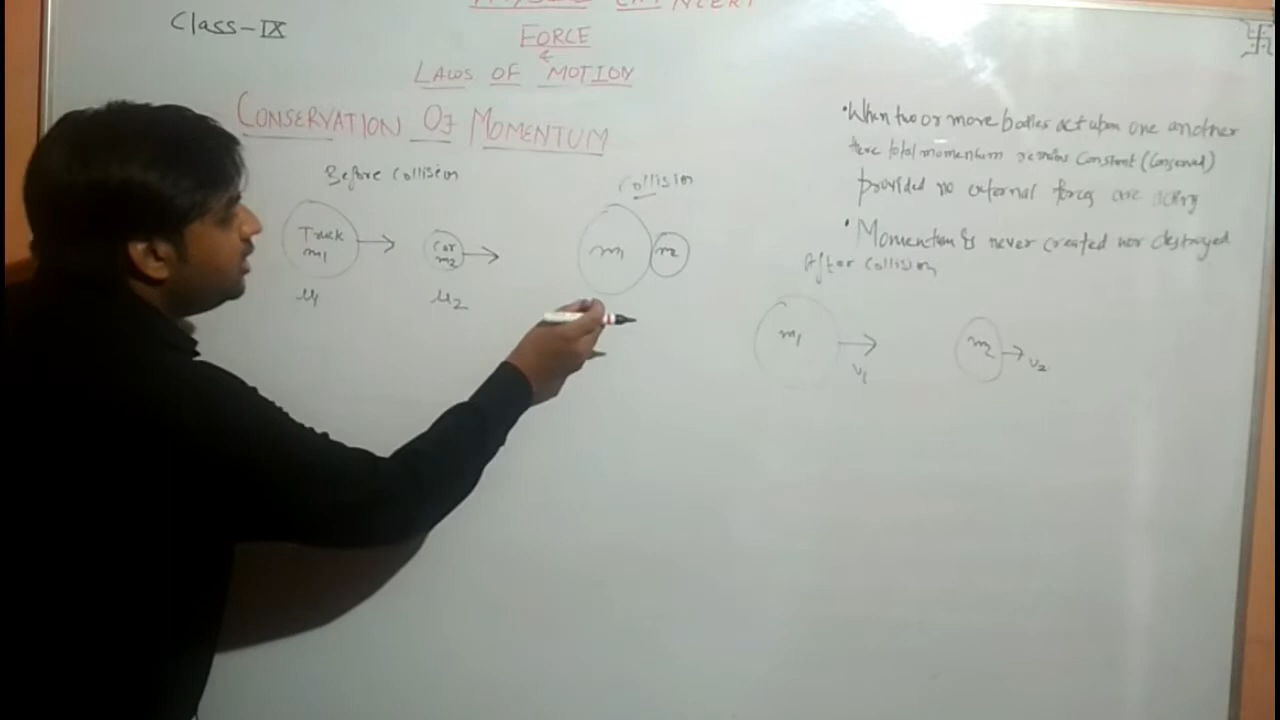 Class-IX
NCERT
FORCE
&
LAWS OF MOTION
CONSERVATION OF MOMENTUM
Before Collision
Truck
m1
u1
Car
m2
u2
Collision
m1
m2
• When two or more bodies act upon one another
total momentum remains Constant (Conserved)
provided no external forces are acting
• Momentum is never created nor destroyed
After Collision
m1
v1
m2
v2